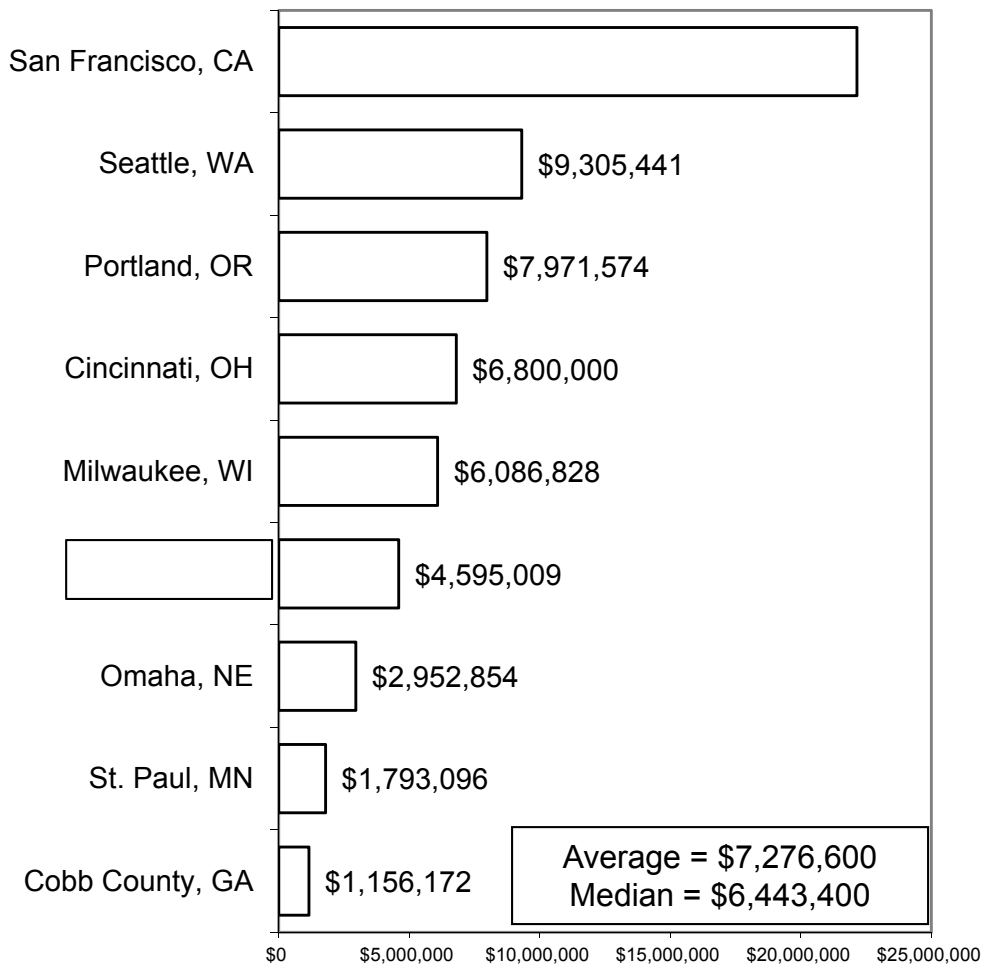 San Francisco, CA
Seattle, WA
$9,305,441
Portland, OR
$7,971,574
Cincinnati, OH
$6,800,000
Milwaukee, WI
$6,086,828
$4,595,009
Omaha, NE
$2,952,854
St. Paul, MN
$1,793,096
Cobb County, GA
$1,156,172
Average = $7,276,600
Median = $6,443,400
$0 $5,000,000 $10,000,000 $15,000,000 $20,000,000 $25,000,000